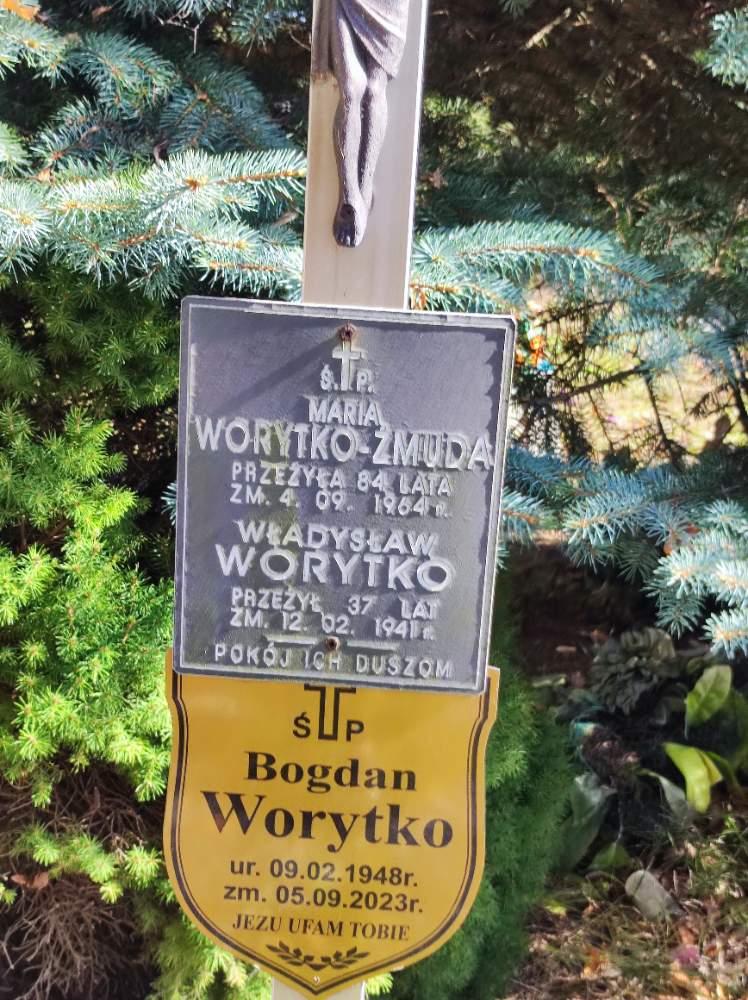 Ś.P.
MARIA
WORYTKO-ŻMUDA
PRZEŻYŁA 84 LATA
ZM. 4. 09. 1964 r.
WŁADYSŁAW
WORYTKO
PRZEŻYŁ 37 LAT
ZM. 12. 02. 1941 r.
POKÓJ ICH DUSZOM
Ś P
Bogdan
Worytko
ur. 09.02.1948r.
zm. 05.09.2023r.
JEZU UFAM TOBIE